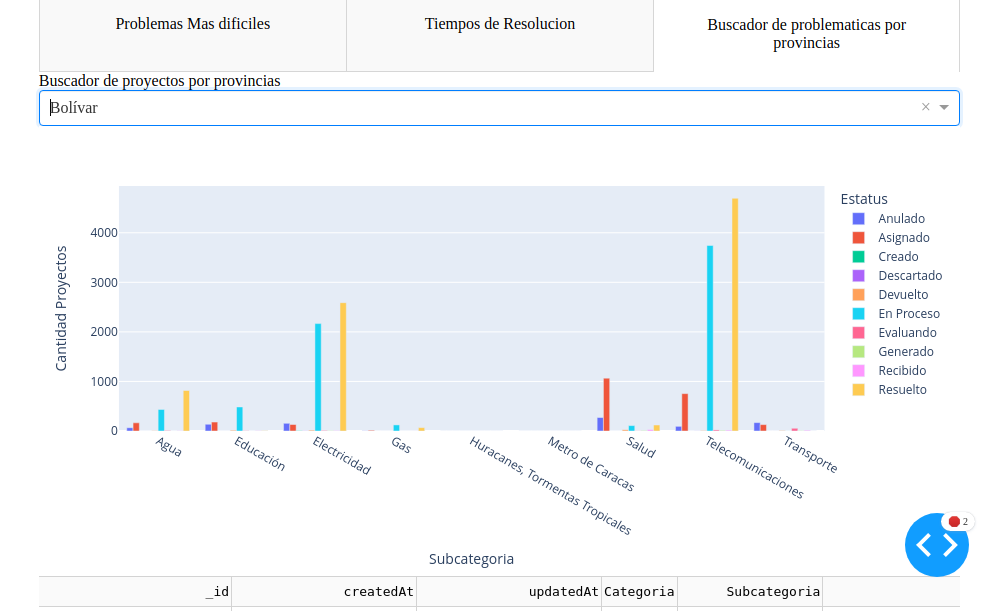 Problemas Mas dificiles
Tiempos de Resolucion
Buscador de problematicas por
provincias
Buscador de proyectos por provincias
Bolívar
×
Cantidad Proyectos
4000
3000
2000
1000
0
Agua
Educación
Electricidad
Gas
Huracanes, Tormentas Tropicales
Metro de Caracas
Salud
Telecomunicaciones
Transporte
Subcategoria
Estatus
Anulado
Asignado
Creado
Descartado
Devuelto
En Proceso
Evaluando
Generado
Recibido
Resuelto
2
_id createdAt updatedAt Categoria Subcategoria